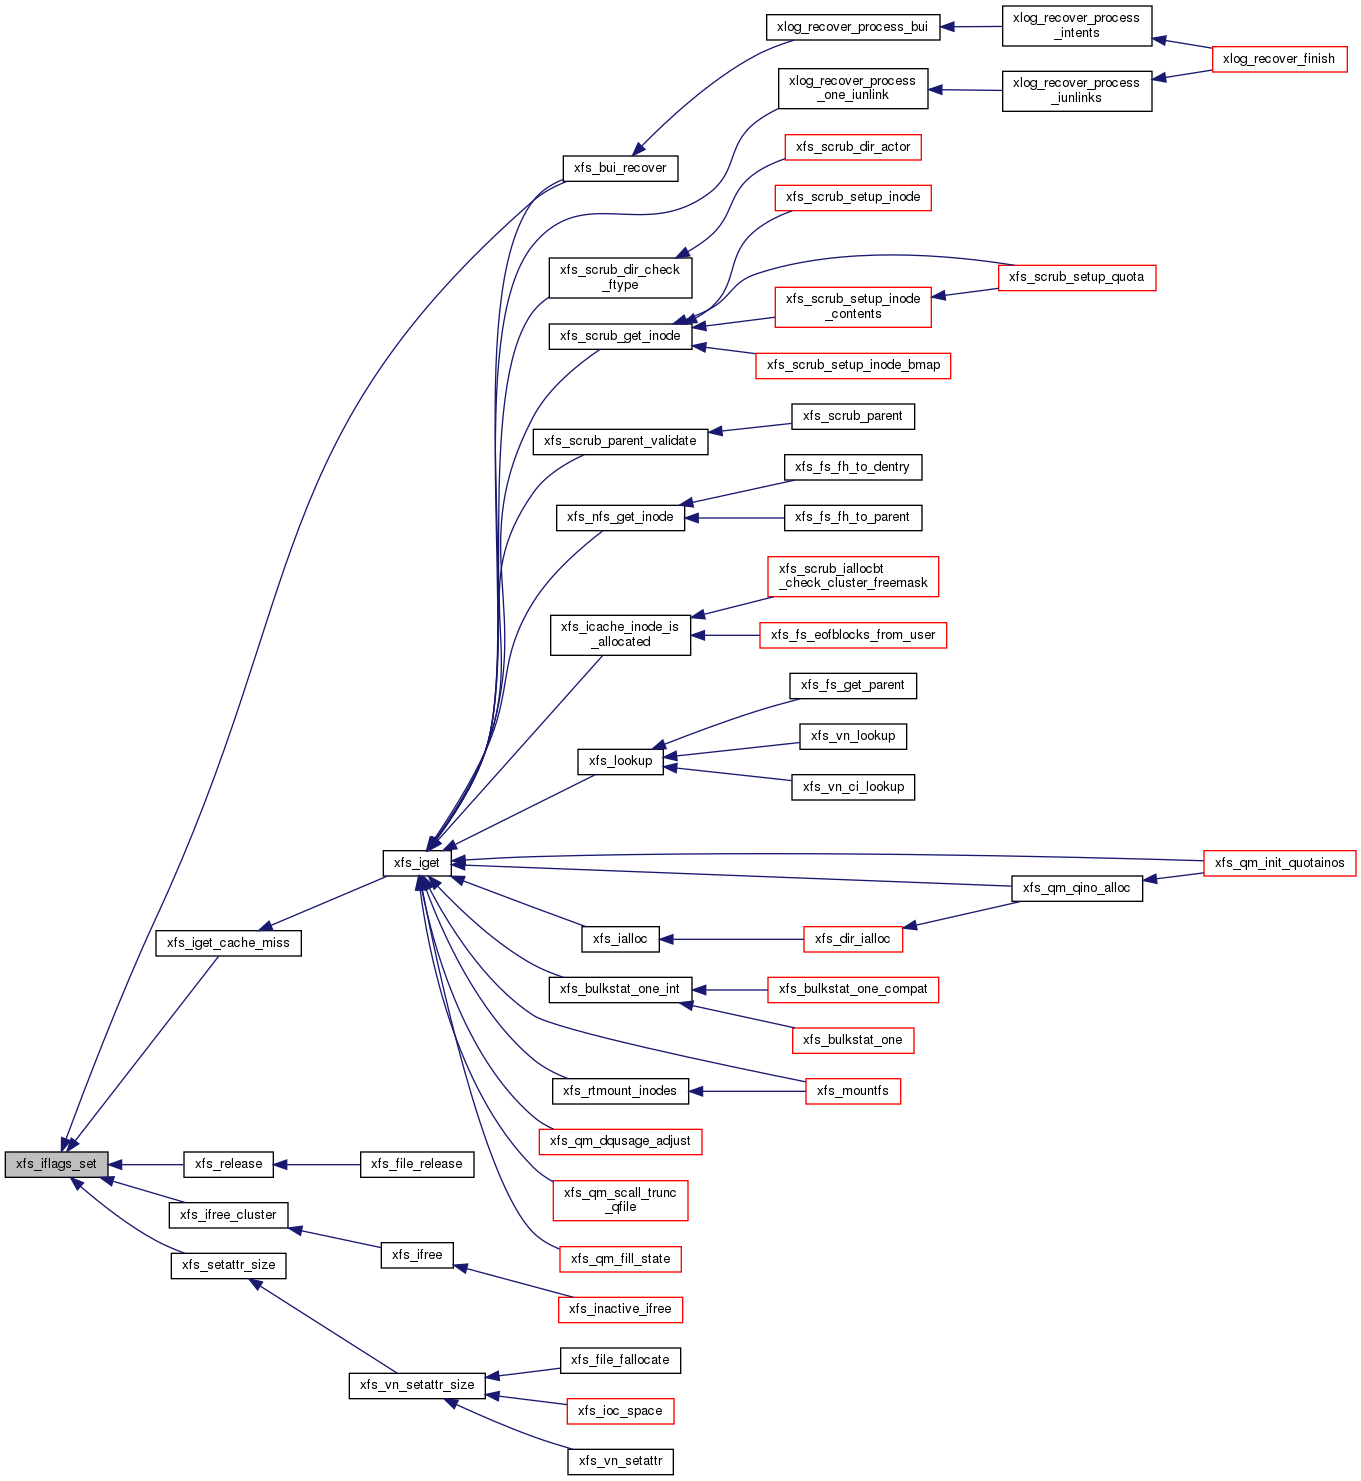 xlog_recover_process_bui
xlog_recover_process
_intents
xlog_recover_finish
xlog_recover_process
_one_iunlink
xlog_recover_process
_iunlinks
xfs_bui_recover
xfs_scrub_dir_actor
xfs_scrub_setup_inode
xfs_scrub_dir_check
_ftype
xfs_scrub_setup_quota
xfs_scrub_setup_inode
_contents
xfs_scrub_get_inode
xfs_scrub_setup_inode_bmap
xfs_scrub_parent
xfs_scrub_parent_validate
xfs_fs_fh_to_dentry
xfs_nfs_get_inode
xfs_fs_fh_to_parent
xfs_scrub_iallocbt
_check_cluster_freemask
xfs_icache_inode_is
_allocated
xfs_fs_eofblocks_from_user
xfs_fs_get_parent
xfs_vn_lookup
xfs_lookup
xfs_vn_ci_lookup
xfs_iget
xfs_qm_init_quotainos
xfs_qm_qino_alloc
xfs_iget_cache_miss
xfs_ialloc
xfs_dir_ialloc
xfs_bulkstat_one_int
xfs_bulkstat_one_compat
xfs_bulkstat_one
xfs_rtmount_inodes
xfs_mountfs
xfs_qm_dqusage_adjust
xfs_iflags_set
xfs_release
xfs_file_release
xfs_qm_scall_trunc
_qfile
xfs_ifree_cluster
xfs_ifree
xfs_qm_fill_state
xfs_setattr_size
xfs_inactive_ifree
xfs_file_fallocate
xfs_vn_setattr_size
xfs_ioc_space
xfs_vn_setattr